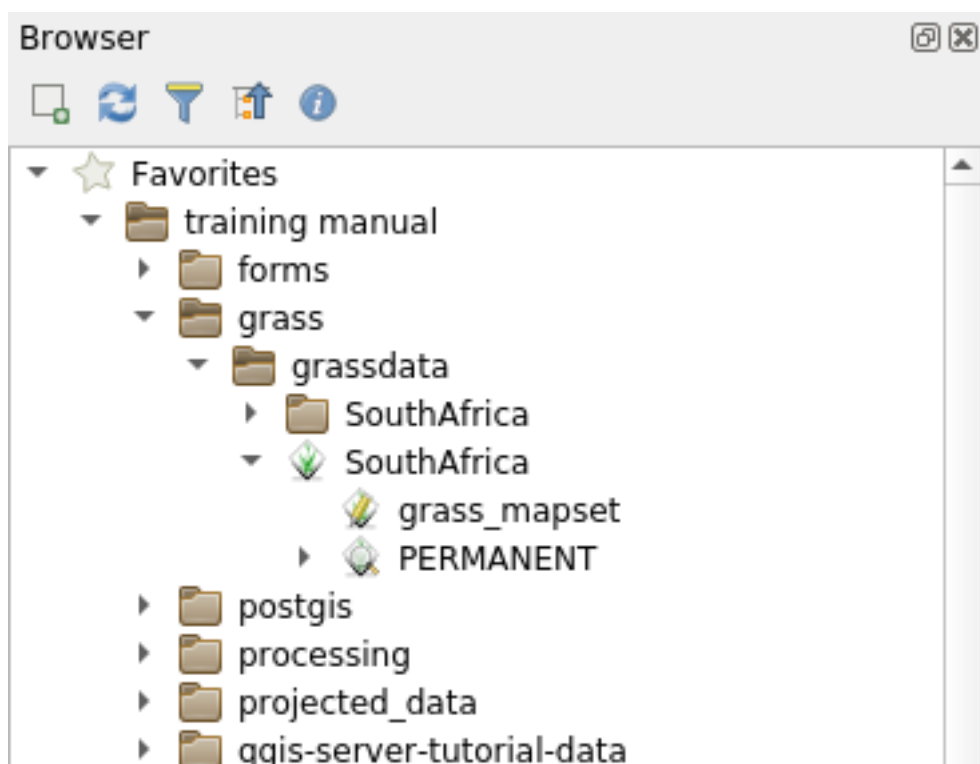 Browser
Favorites
training manual
forms
grass
grassdata
SouthAfrica
SouthAfrica
grass_mapset
PERMANENT
postgis
processing
projected_data
qgis-server-tutorial-data